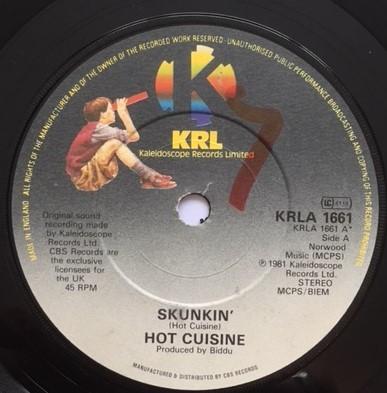 MADE IN ENGLAND. ALL RIGHTS OF THE MANUFACTURER AND OF THE OWNER OF THE RECORDED WORK RESERVED · UNAUTHORISED PUBLIC PERFORMANCE BROADCASTING AND COPYING OF THIS RECORD PROHIBITED
K
KRL
Kaleidoscope Records Limited
KRLA 1661
KRLA 1661 A*
Side A
Norwood
Music (MCPS)
℗ 1981 Kaleidoscope
Records Ltd.
STEREO
MCPS/BIEM
Original sound
recording made
by Kaleidoscope
Records Ltd.
CBS Records are
the exclusive
licensees for
the UK
45 RPM
SKUNKIN'
(Hot Cuisine)
HOT CUISINE
Produced by Biddu
MANUFACTURED & DISTRIBUTED BY CBS RECORDS